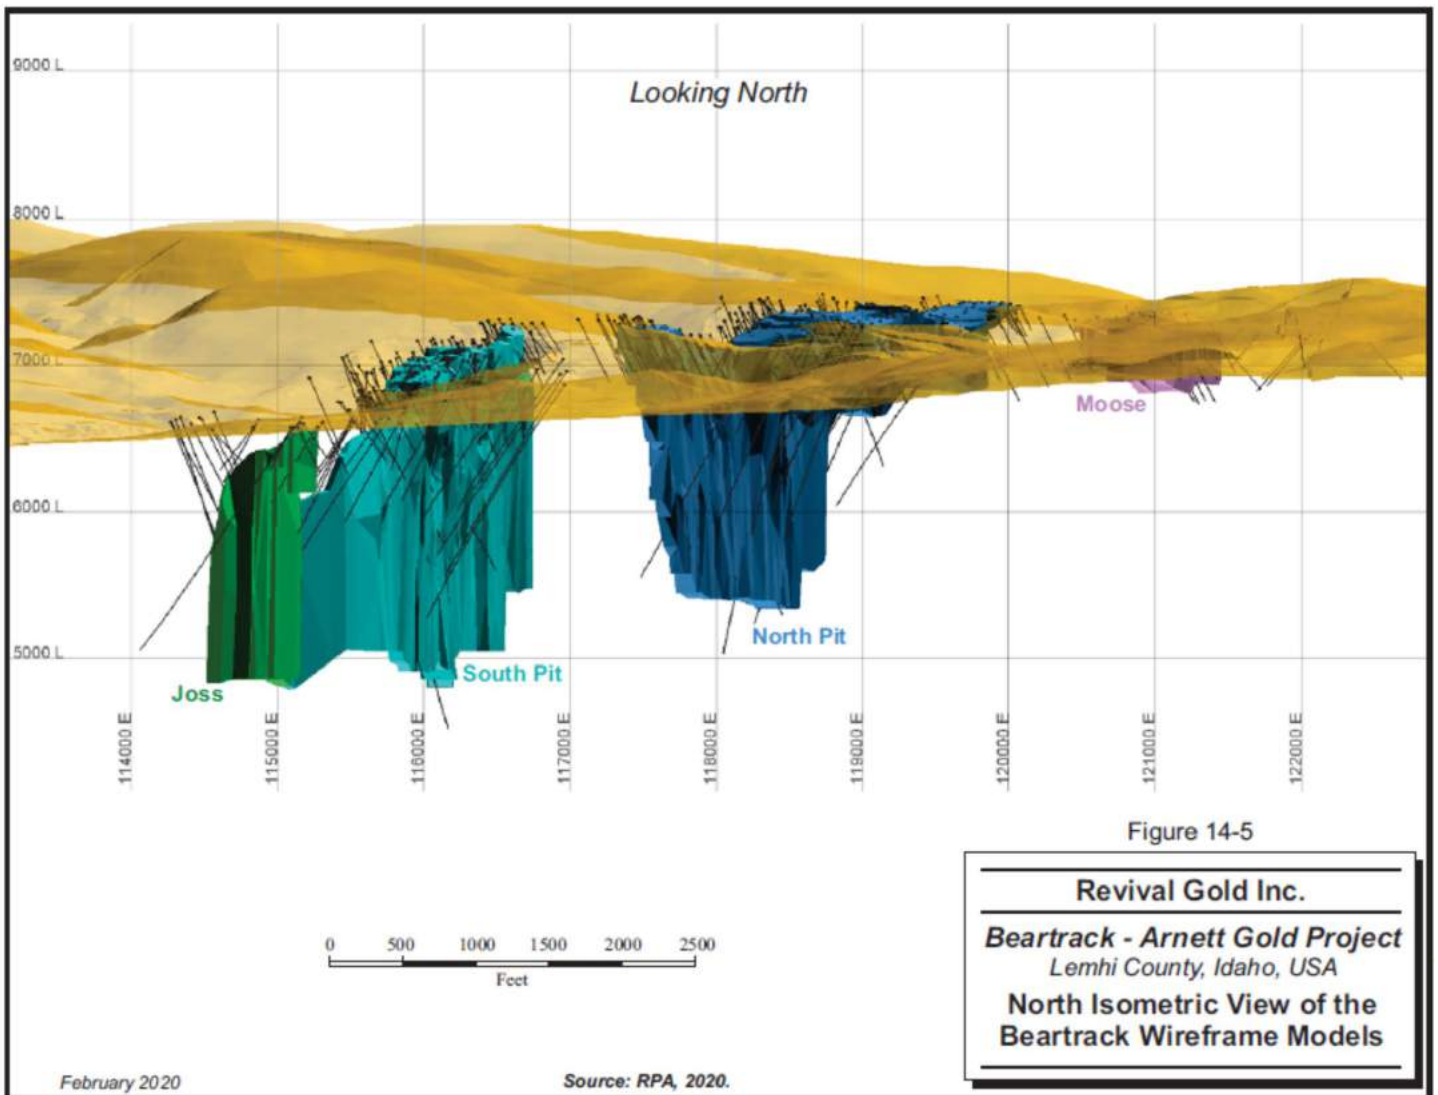 9000 L
Looking North
8000 L
7000 L
Moose
6000 L
North Pit
5000 L
South Pit
Joss
114000 E
115000 E
116000 E
117000 E
118000 E
119000 E
120000 E
121000 E
122000 E
Figure 14-5
Revival Gold Inc.
Beartrack - Arnett Gold Project
Lemhi County, Idaho, USA
North Isometric View of the
Beartrack Wireframe Models
0 500 1000 1500 2000 2500
Feet
February 2020
Source: RPA, 2020.